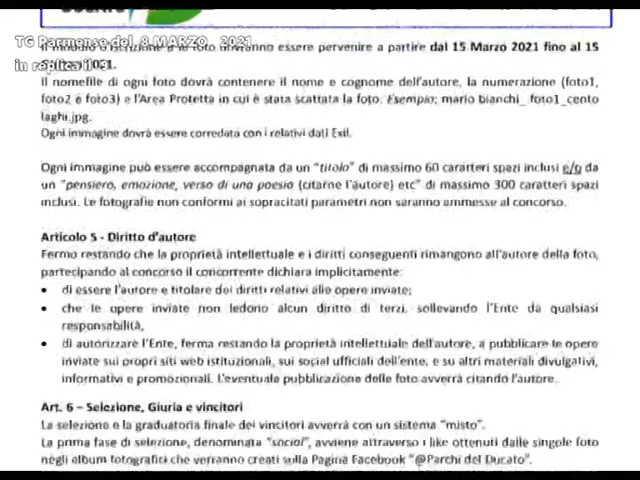 TG Parmense del 8 MARZO 2021
in replica il
foto dovranno essere pervenire a partire dal 15 Marzo 2021 fino al 15
2021.
Il nomefile di ogni foto dovrà contenere il nome e cognome dell'autore, la numerazione (foto1,
foto2 e foto3) e l'Area Protetta in cui è stata scattata la foto. Esempio: mario bianchi_ foto1_cento
laghi.jpg.
Ogni immagine dovrà essere corredata con i relativi dati Exif.
Ogni immagine può essere accompagnata da un "titolo" di massimo 60 caratteri spazi inclusi e/o da
un "pensiero, emozione, verso di una poesia (citarne l'autore) etc" di massimo 300 caratteri spazi
inclusi. Le fotografie non conformi ai sopracitati parametri non saranno ammesse al concorso.
Articolo 5 - Diritto d'autore
Fermo restando che la proprietà intellettuale e i diritti conseguenti rimangono all'autore della foto,
partecipando al concorso il concorrente dichiara implicitamente:
• di essere l'autore e titolare dei diritti relativi alle opere inviate;
• che le opere inviate non ledono alcun diritto di terzi, sollevando l'Ente da qualsiasi
responsabilità,
• di autorizzare l'Ente, ferma restando la proprietà intellettuale dell'autore, a pubblicare le opere
inviate sui propri siti web istituzionali, sui social ufficiali dell'ente, e su altri materiali divulgativi,
informativi e promozionali. L'eventuale pubblicazione delle foto avverrà citando l'autore.
Art. 6 – Selezione, Giuria e vincitori
La selezione e la graduatoria finale dei vincitori avverrà con un sistema "misto".
La prima fase di selezione, denominata "social", avviene attraverso i like ottenuti dalle singole foto
negli album fotografici che verranno creati sulla Pagina Facebook "@Parchi del Ducato".